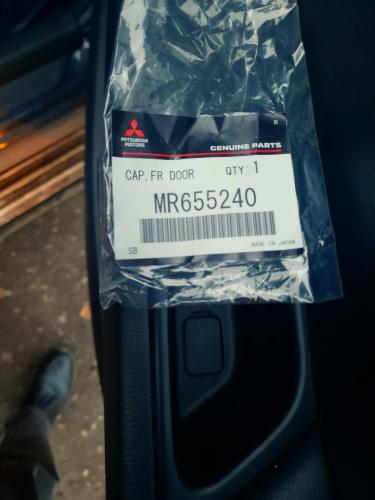 R
MITSUBISHI
MOTORS
GENUINE PARTS
CAP, FR DOOR QTY: 1
MR655240
SB MADE IN JAPAN